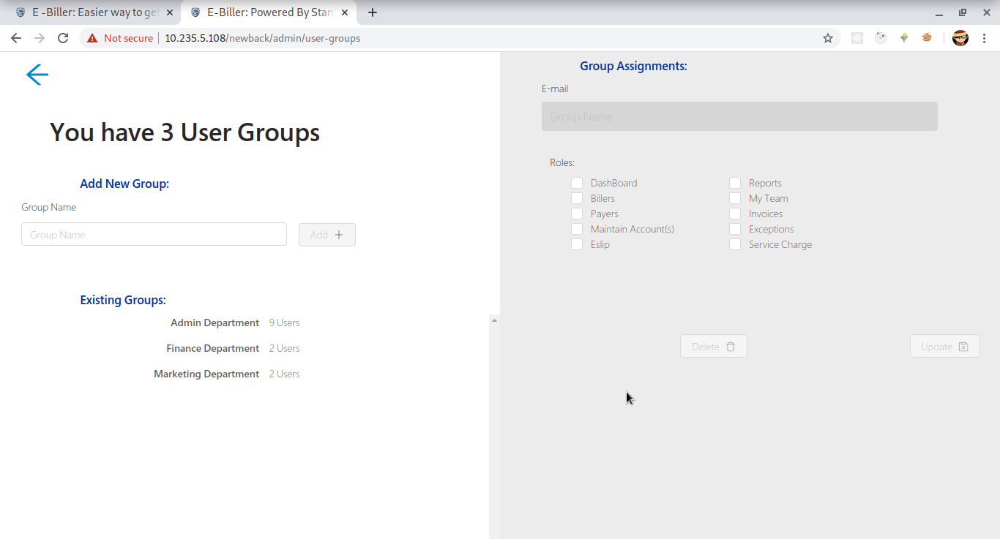 E -Biller: Easier way to get
E-Biller: Powered By Stan
Not secure
10.235.5.108/newback/admin/user-groups
You have 3 User Groups
Add New Group:
Group Name
Group Name
Add
Existing Groups:
Admin Department 9 Users
Finance Department 2 Users
Marketing Department 2 Users
Group Assignments:
E-mail
Group Name
Roles:
DashBoard
Billers
Payers
Maintain Account(s)
Eslip
Reports
My Team
Invoices
Exceptions
Service Charge
Delete
Update